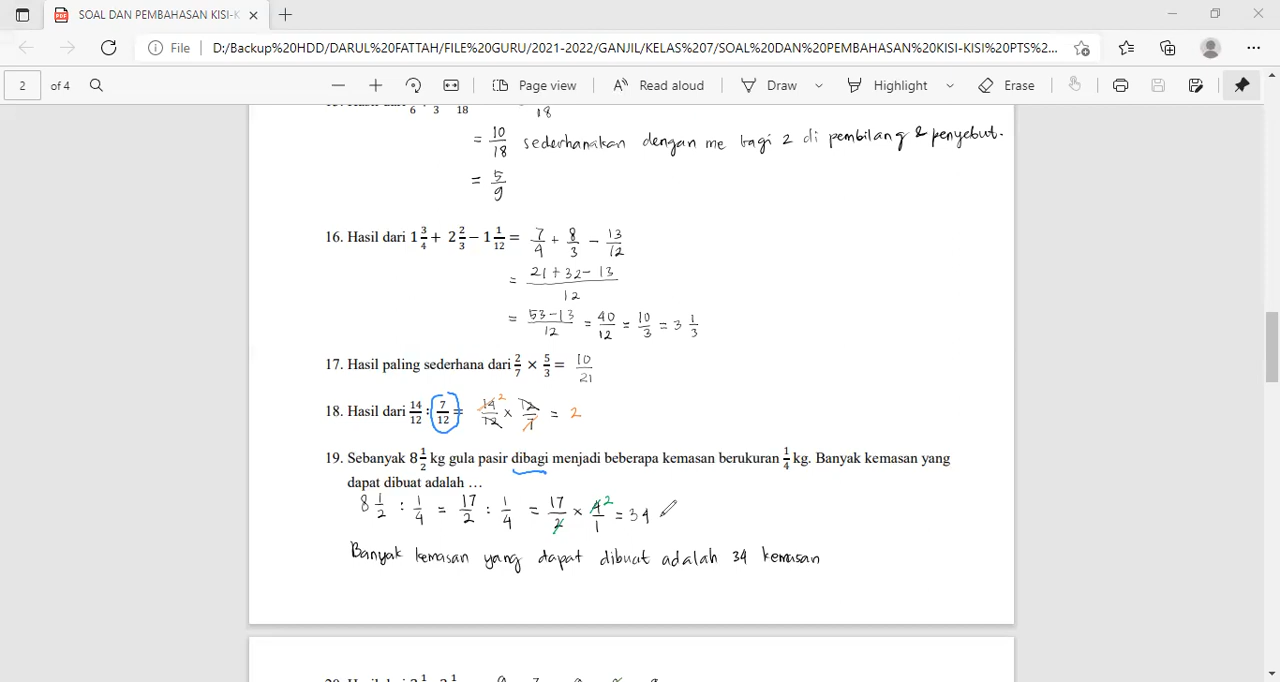 SOAL DAN PEMBAHASAN KISI-K
File D:/Backup%20HDD/DARUL%20FATTAH/FILE%20GURU/2021-2022/GANJIL/KELAS%207/SOAL%20DAN%20PEMBAHASAN%20KISI-KISI%20PTS%...
2 of 4 Page view Read aloud Draw Highlight Erase
6 3 18 18
= 10/18 sederhanakan dengan me bagi 2 di pembilang & penyebut.
= 5/9
16. Hasil dari 1 3/4 + 2 2/3 − 1 1/12 = 7/4 + 8/3 − 13/12
= 21 + 32 − 13 / 12
= 53−13/12 = 40/12 = 10/3 = 3 1/3
17. Hasil paling sederhana dari 2/7 × 5/3 = 10/21
18. Hasil dari 14/12 : 7/12 = 14/12 2 × 12/7 = 2
19. Sebanyak 8 1/2 kg gula pasir dibagi menjadi beberapa kemasan berukuran 1/4 kg. Banyak kemasan yang
dapat dibuat adalah …
8 1/2 : 1/4 = 17/2 : 1/4 = 17/2 × 4/1 2 = 34
Banyak kemasan yang dapat dibuat adalah 34 kemasan